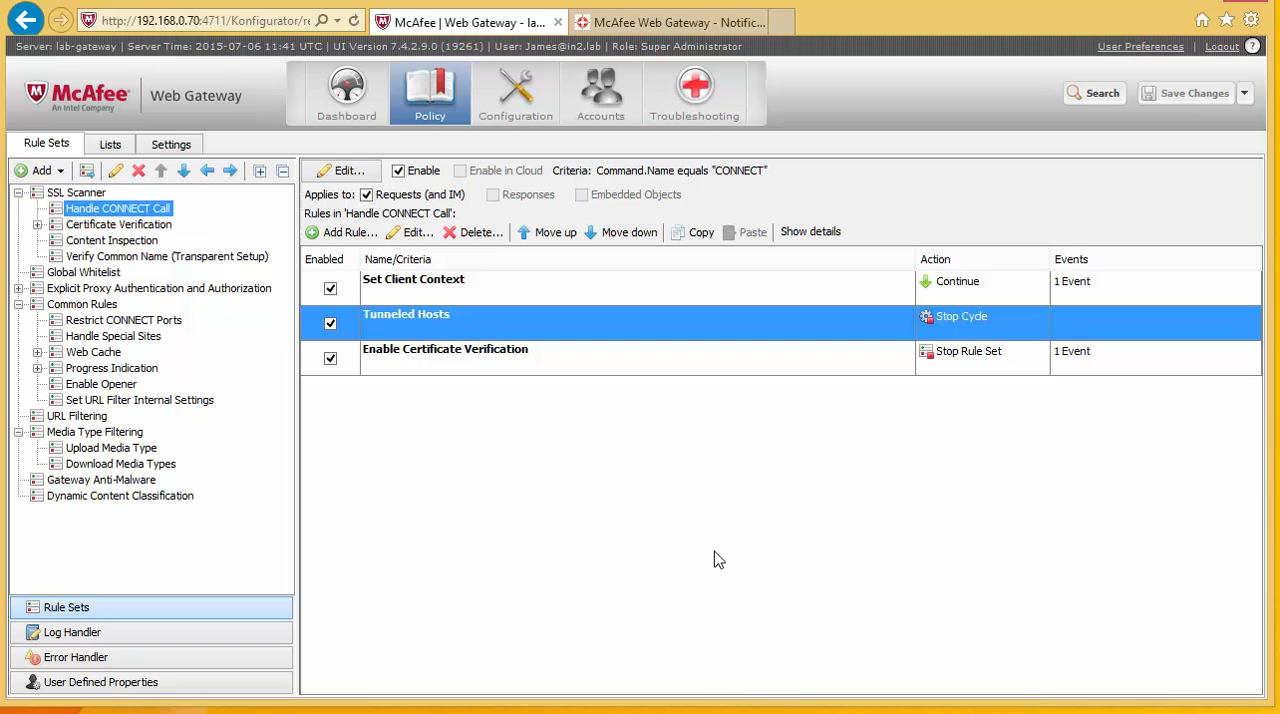 http://192.168.0.70:4711/Konfigurator/re
McAfee | Web Gateway - la...
McAfee Web Gateway - Notific...
Server: lab-gateway | Server Time: 2015-07-06 11:41 UTC | UI Version 7.4.2.9.0 (19261) | User: James@in2.lab | Role: Super Administrator
User Preferences | Logout ?
McAfee
An Intel Company
Web Gateway
Dashboard
Policy
Configuration
Accounts
Troubleshooting
Search
Save Changes
Rule Sets
Lists
Settings
Add
SSL Scanner
Handle CONNECT Call
Certificate Verification
Content Inspection
Verify Common Name (Transparent Setup)
Global Whitelist
Explicit Proxy Authentication and Authorization
Common Rules
Restrict CONNECT Ports
Handle Special Sites
Web Cache
Progress Indication
Enable Opener
Set URL Filter Internal Settings
URL Filtering
Media Type Filtering
Upload Media Type
Download Media Types
Gateway Anti-Malware
Dynamic Content Classification
Rule Sets
Log Handler
Error Handler
User Defined Properties
Edit... Enable Enable in Cloud Criteria: Command.Name equals "CONNECT"
Applies to: Requests (and IM) Responses Embedded Objects
Rules in 'Handle CONNECT Call':
Add Rule... Edit... Delete... Move up Move down Copy Paste Show details
Enabled Name/Criteria Action Events
Set Client Context Continue 1 Event
Tunneled Hosts Stop Cycle
Enable Certificate Verification Stop Rule Set 1 Event